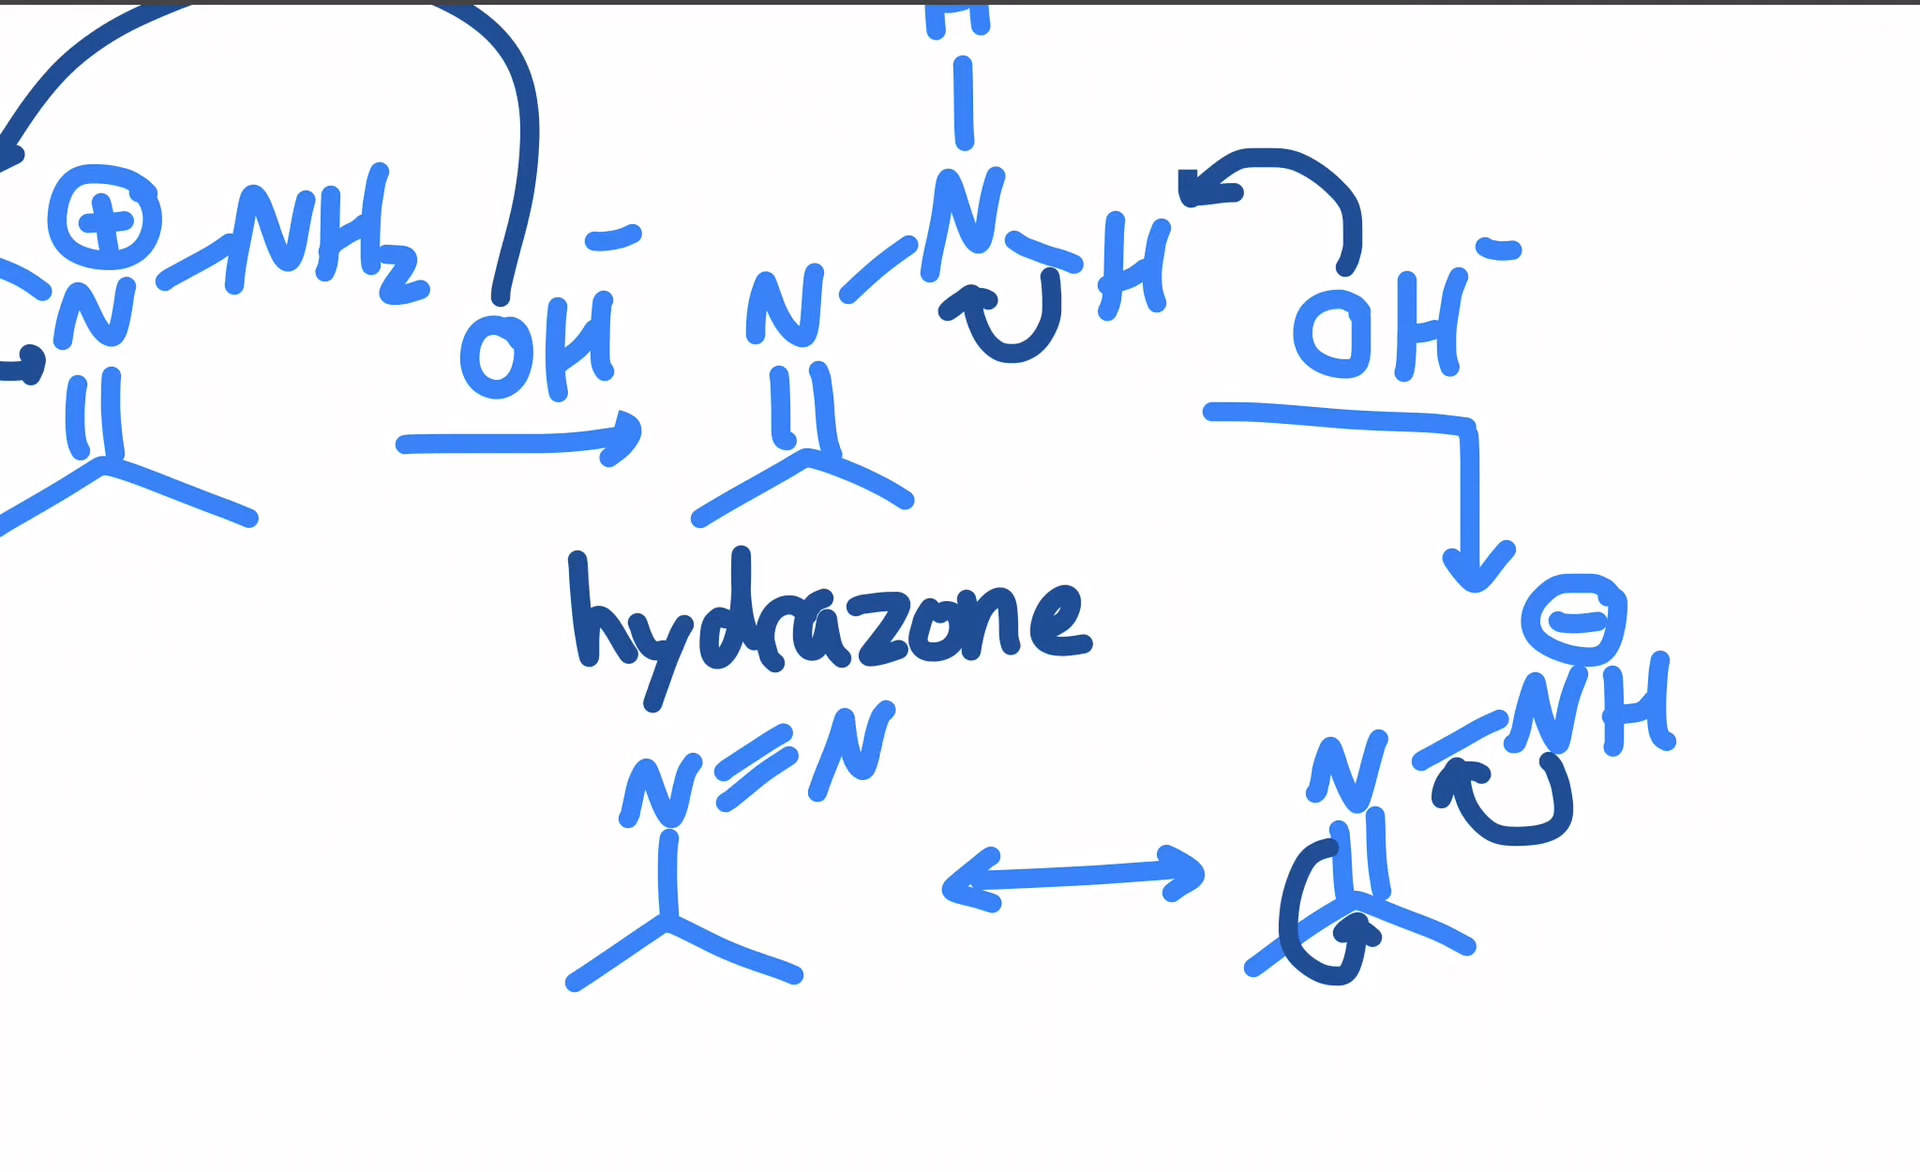 H
⊕
N NH₂
OH⁻
N N H
OH⁻
hydrazone
⊖
N=N
N NH